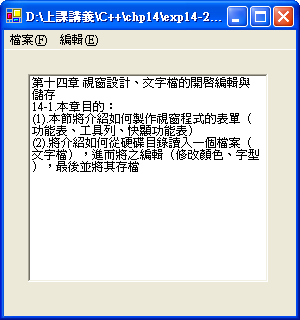 D:\上課講義\C++\chp14\exp14-2...
檔案(F) 編輯(E)
第十四章 視窗設計、文字檔的開啓編輯與
儲存
14-1.本章目的：
(1).本節將介紹如何製作視窗程式的表單（
功能表、工具列、快顯功能表）
(2).將介紹如何從硬碟目錄讀入一個檔案（
文字檔），進而將之編輯（修改顏色、字型
），最後並將其存檔